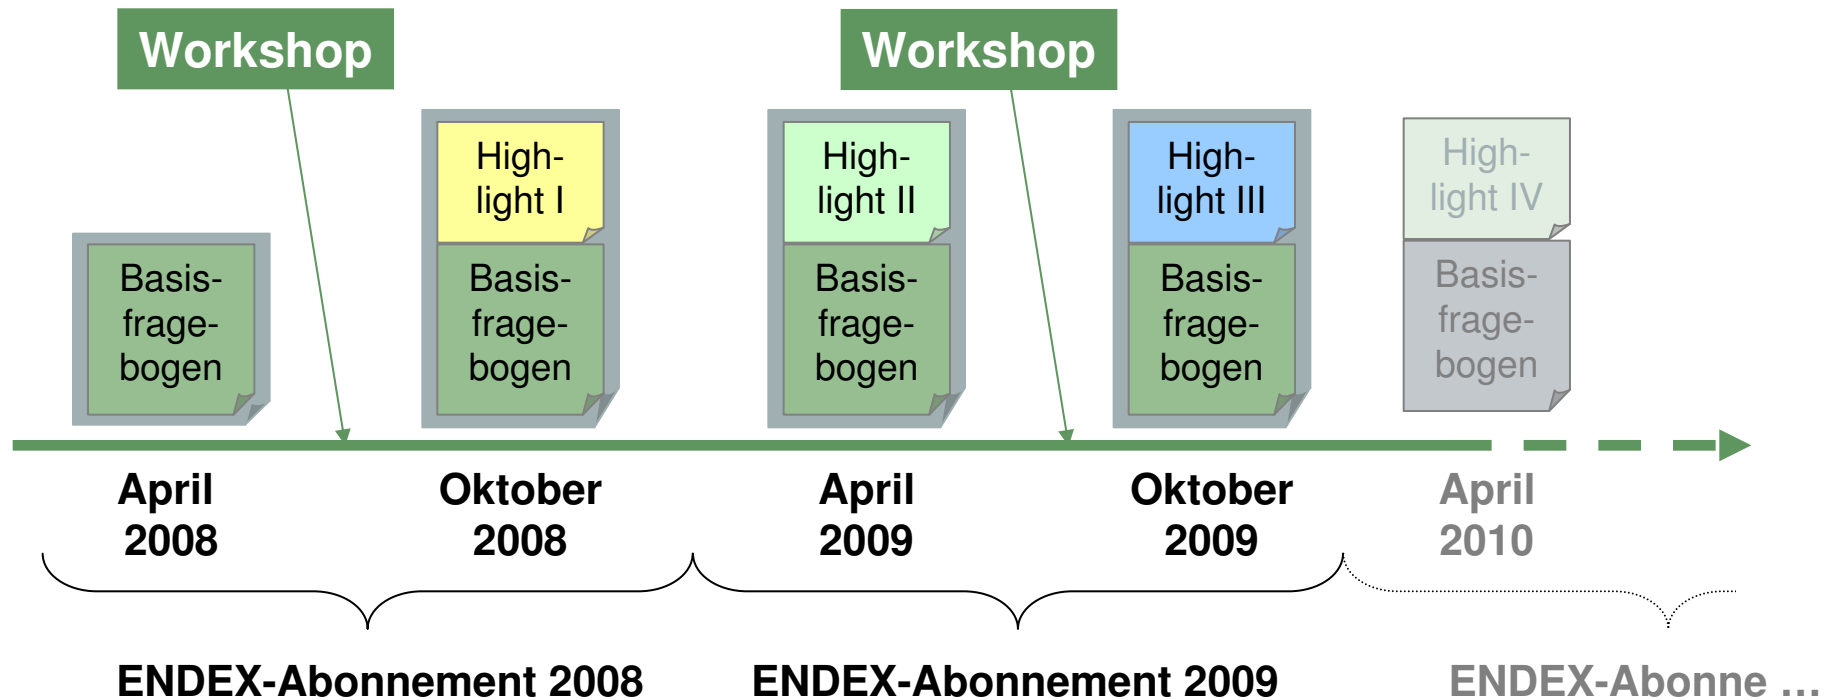 Workshop
Workshop
High-
light I
High-
light II
High-
light III
High-
light IV
Basis-
frage-
bogen
Basis-
frage-
bogen
Basis-
frage-
bogen
Basis-
frage-
bogen
Basis-
frage-
bogen
April
2008
Oktober
2008
April
2009
Oktober
2009
April
2010
ENDEX-Abonnement 2008
ENDEX-Abonnement 2009
ENDEX-Abonne ...